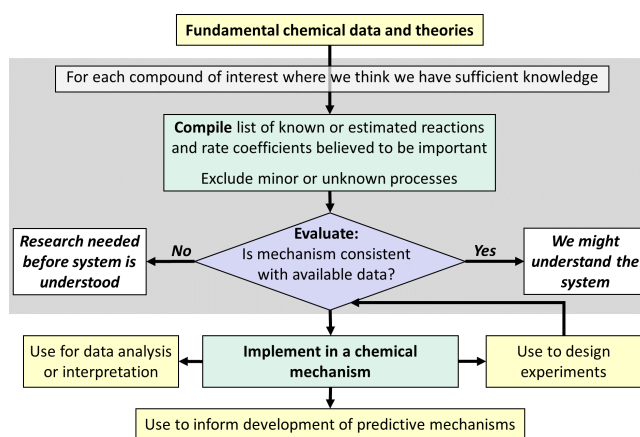 Fundamental chemical data and theories
For each compound of interest where we think we have sufficient knowledge
Compile list of known or estimated reactions
and rate coefficients believed to be important
Exclude minor or unknown processes
Research needed
before system is
understood
No
Evaluate:
Is mechanism consistent
with available data?
Yes
We might
understand the
system
Use for data analysis
or interpretation
Implement in a chemical
mechanism
Use to design
experiments
Use to inform development of predictive mechanisms